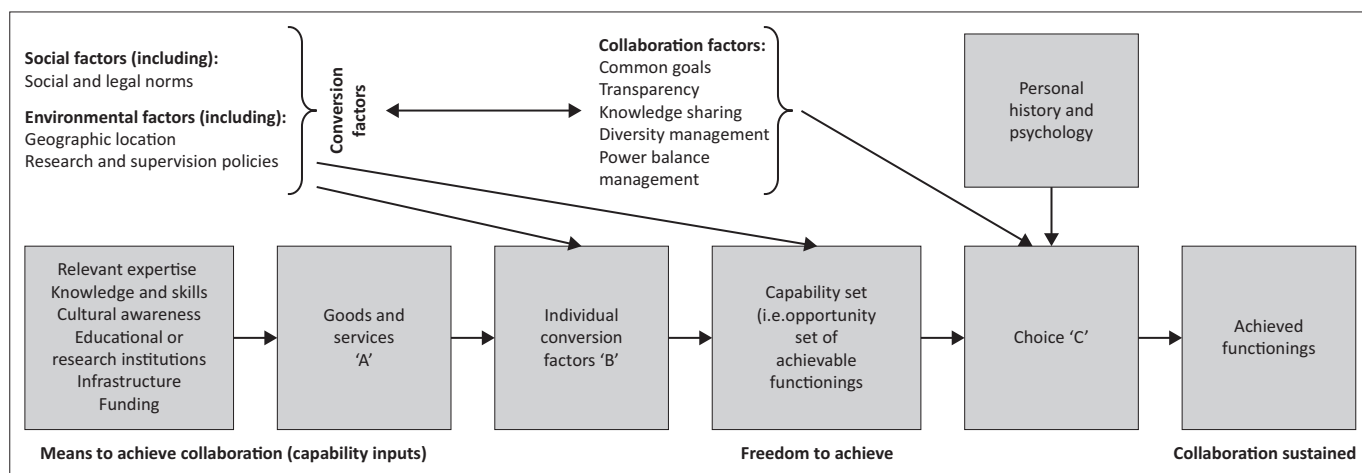 Social factors (including):
Social and legal norms
Environmental factors (including):
Geographic location
Research and supervision policies
Conversion
factors
Collaboration factors:
Common goals
Transparency
Knowledge sharing
Diversity management
Power balance
management
Personal
history and
psychology
Relevant expertise
Knowledge and skills
Cultural awareness
Educational or
research institutions
Infrastructure
Funding
Goods and
services
‘A’
Individual
conversion
factors ‘B’
Capability set
(i.e.opportunity
set of
achievable
functionings
Choice ‘C’
Achieved
functionings
Means to achieve collaboration (capability inputs)
Freedom to achieve
Collaboration sustained